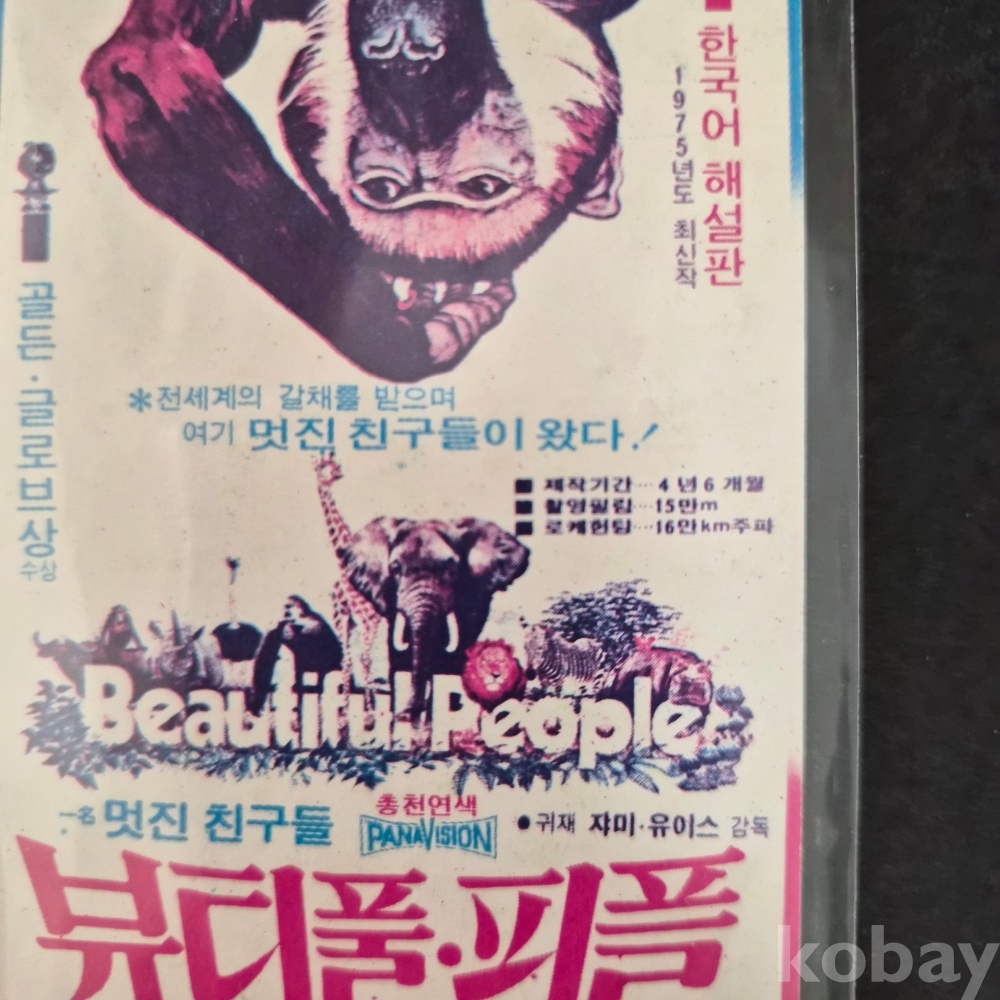 한국어 해설판
1975년도 최신작
골든·글로브상
수상
*전세계의 갈채를 받으며
여기 멋진 친구들이 왔다!
■ 제작기간…4년 6개월
■ 촬영필림…15만m
■ 로케헌팅…16만km주파
Beautiful People
一名 멋진 친구들
총천연색
PANAVISION
●귀재 쟈미·유이스 감독
뷰티풀·피플
kobay